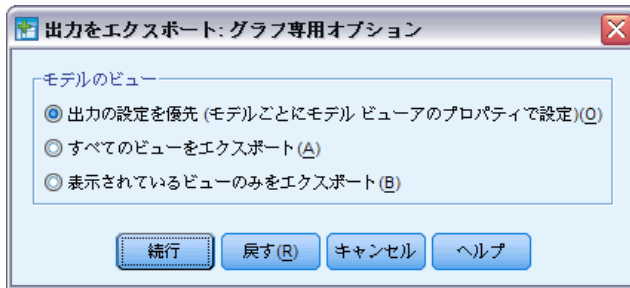 出力をエクスポート: グラフ専用オプション
モデルのビュー
出力の設定を優先 (モデルごとにモデル ビューアのプロパティで設定)(O)
すべてのビューをエクスポート(A)
表示されているビューのみをエクスポート(B)
続行 戻す(R) キャンセル ヘルプ